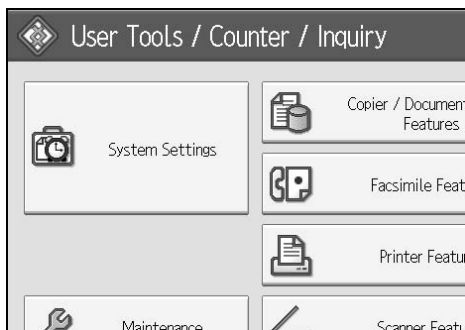 User Tools / Counter / Inquiry
System Settings
Copier / Document
Features
Facsimile Feat
Printer Featu
Maintenance
Scanner Featu